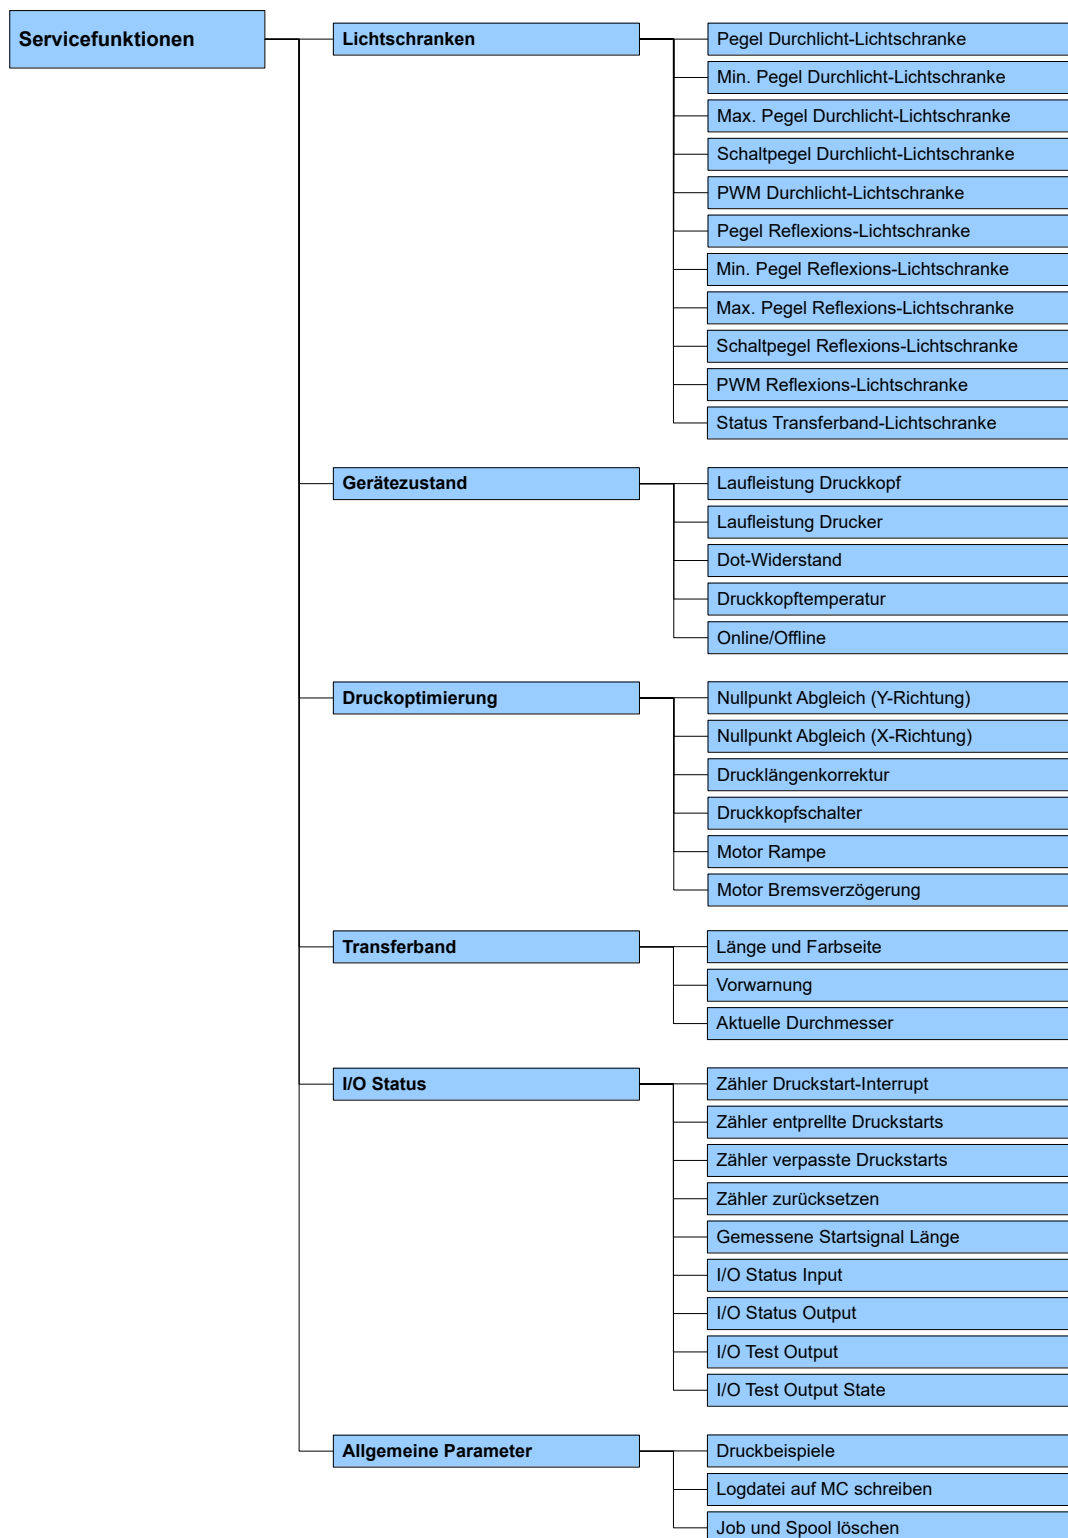 Servicefunktionen
Lichtschranken
Pegel Durchlicht-Lichtschranke
Min. Pegel Durchlicht-Lichtschranke
Max. Pegel Durchlicht-Lichtschranke
Schaltpegel Durchlicht-Lichtschranke
PWM Durchlicht-Lichtschranke
Pegel Reflexions-Lichtschranke
Min. Pegel Reflexions-Lichtschranke
Max. Pegel Reflexions-Lichtschranke
Schaltpegel Reflexions-Lichtschranke
PWM Reflexions-Lichtschranke
Status Transferband-Lichtschranke
Gerätezustand
Laufleistung Druckkopf
Laufleistung Drucker
Dot-Widerstand
Druckkopftemperatur
Online/Offline
Druckoptimierung
Nullpunkt Abgleich (Y-Richtung)
Nullpunkt Abgleich (X-Richtung)
Drucklängenkorrektur
Druckkopfschalter
Motor Rampe
Motor Bremsverzögerung
Transferband
Länge und Farbseite
Vorwarnung
Aktuelle Durchmesser
I/O Status
Zähler Druckstart-Interrupt
Zähler entprellte Druckstarts
Zähler verpasste Druckstarts
Zähler zurücksetzen
Gemessene Startsignal Länge
I/O Status Input
I/O Status Output
I/O Test Output
I/O Test Output State
Allgemeine Parameter
Druckbeispiele
Logdatei auf MC schreiben
Job und Spool löschen